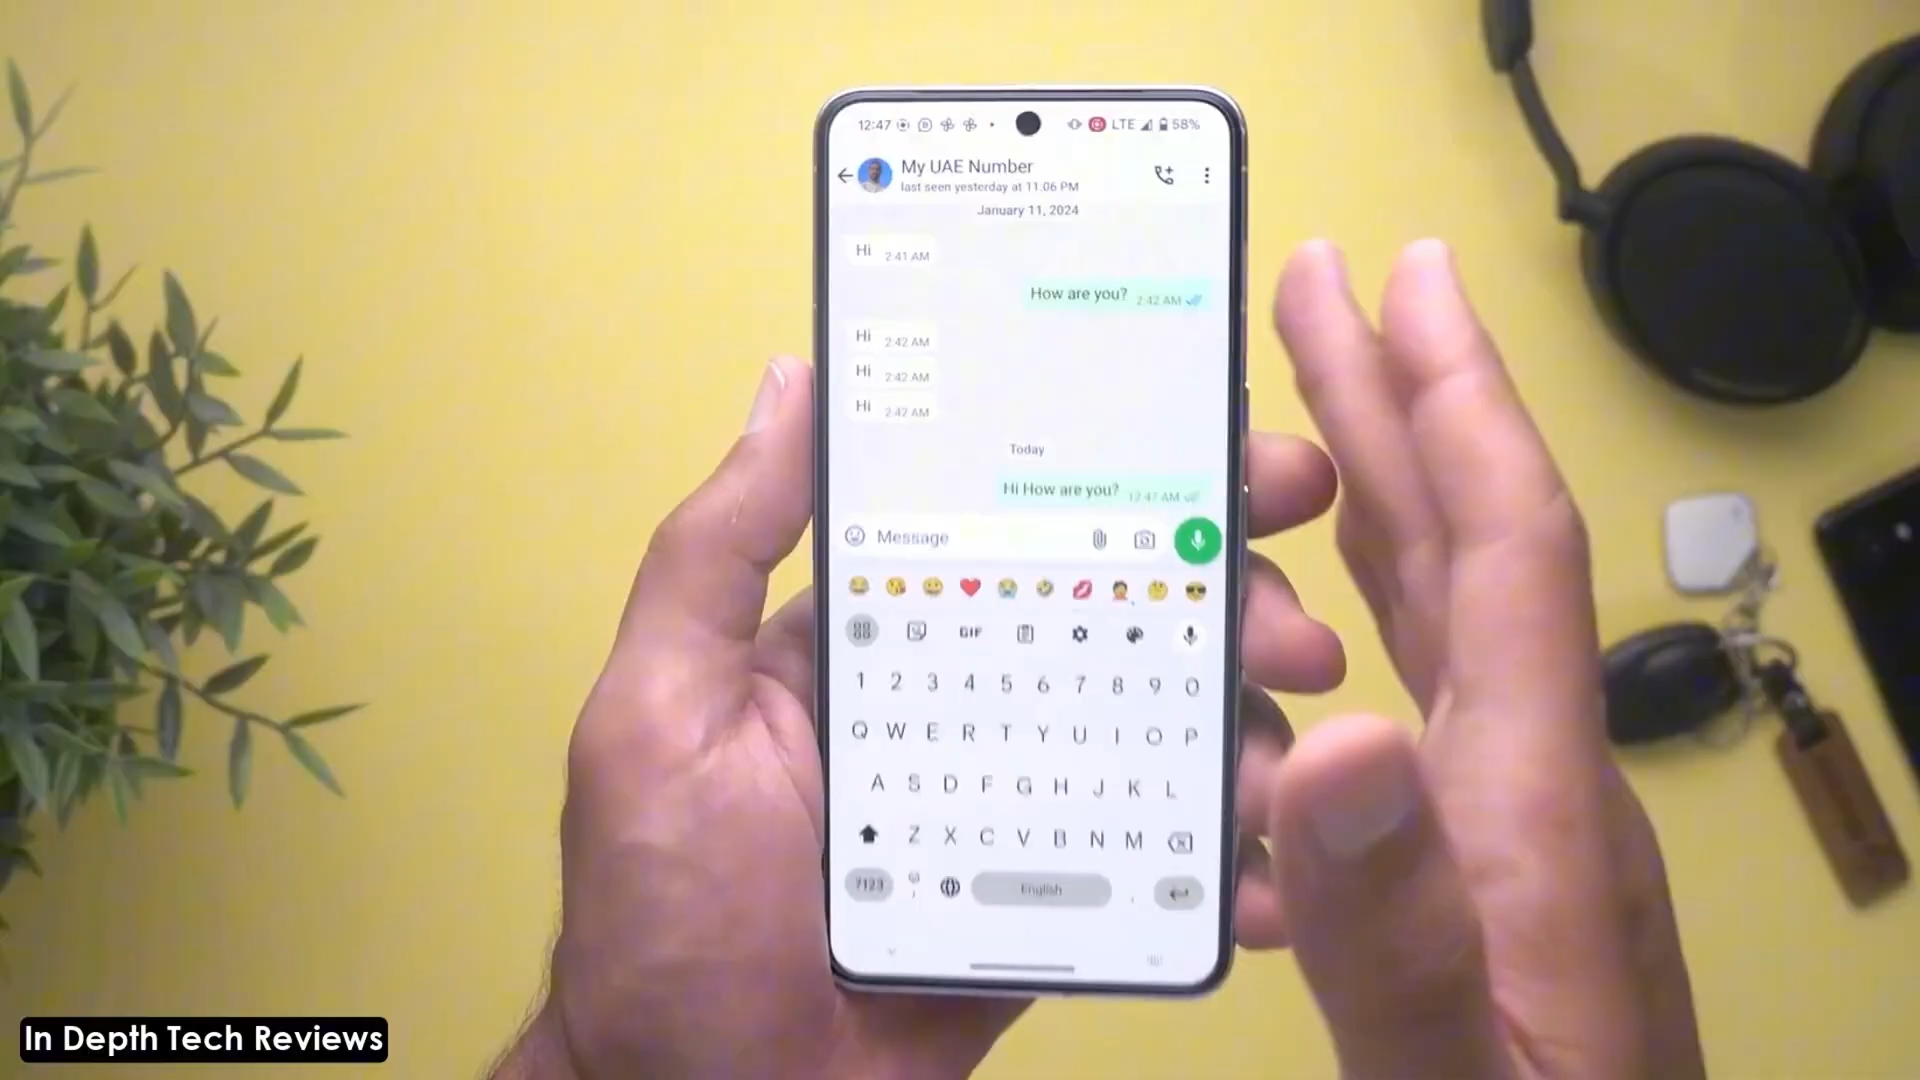 12:47 LTE 58%
My UAE Number
last seen yesterday at 11:06 PM
January 11, 2024
Hi 2:41 AM
How are you? 2:42 AM
Hi 2:42 AM
Hi 2:42 AM
Hi 2:42 AM
Today
Hi How are you? 12:47 AM
Message
GIF
1 2 3 4 5 6 7 8 9 0
Q W E R T Y U I O P
A S D F G H J K L
Z X C V B N M
?123 , English .
In Depth Tech Reviews